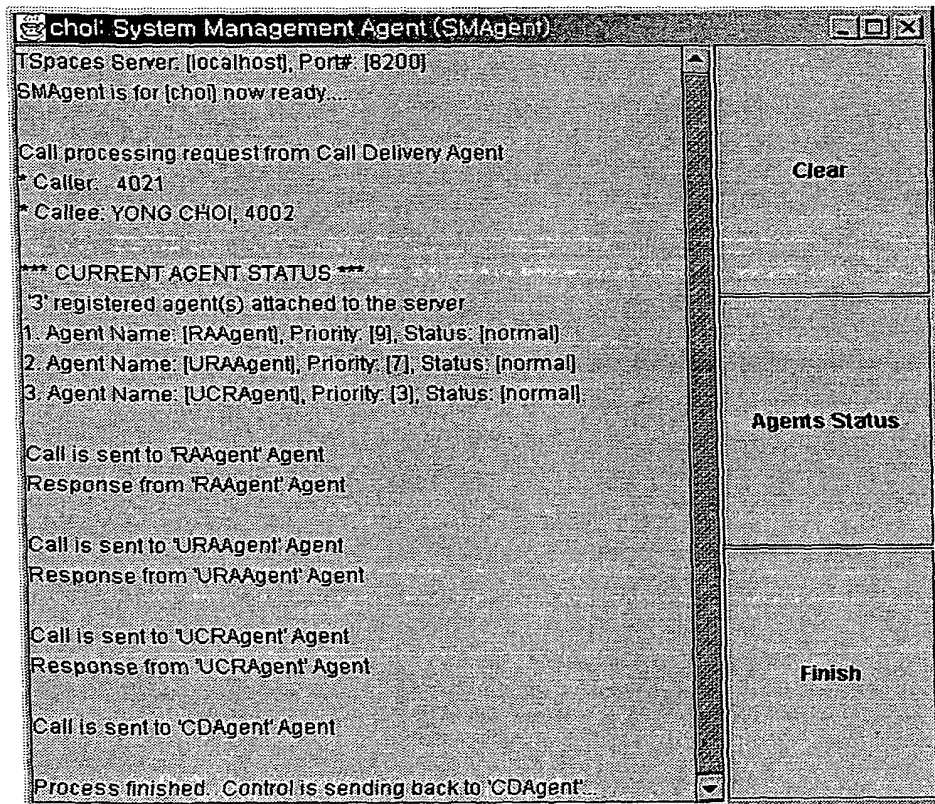 choi: System Management Agent (SMAgent)
TSpaces Server: [localhost], Port#: [8200]
SMAgent is for [choi] now ready....
Call processing request from Call Delivery Agent
* Caller: 4021
* Callee: YONG CHOI, 4002
*** CURRENT AGENT STATUS ***
'3' registered agent(s) attached to the server
1. Agent Name: [RAAgent], Priority: [9], Status: [normal]
2. Agent Name: [URAAgent], Priority: [7], Status: [normal]
3. Agent Name: [UCRAgent], Priority: [3], Status: [normal]
Call is sent to 'RAAgent' Agent
Response from 'RAAgent' Agent
Call is sent to 'URAAgent' Agent
Response from 'URAAgent' Agent
Call is sent to 'UCRAgent' Agent
Response from 'UCRAgent' Agent
Call is sent to 'CDAgent' Agent
Process finished. Control is sending back to 'CDAgent'...
Clear
Agents Status
Finish